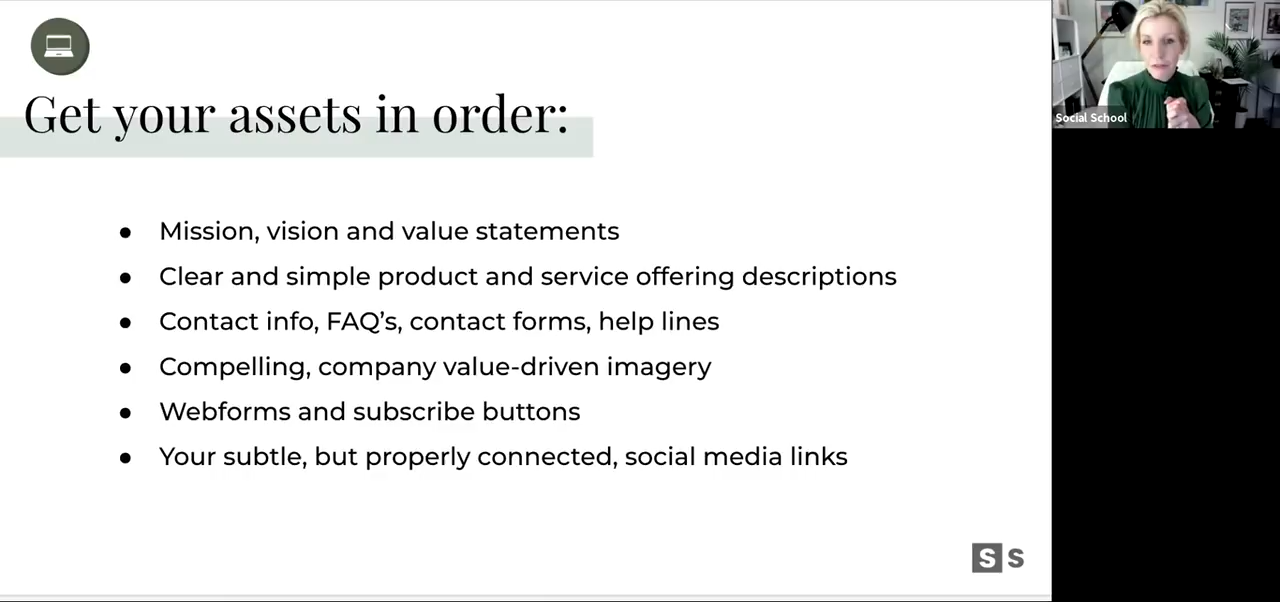 Get your assets in order:
● Mission, vision and value statements
● Clear and simple product and service offering descriptions
● Contact info, FAQ’s, contact forms, help lines
● Compelling, company value-driven imagery
● Webforms and subscribe buttons
● Your subtle, but properly connected, social media links
S S
Social School